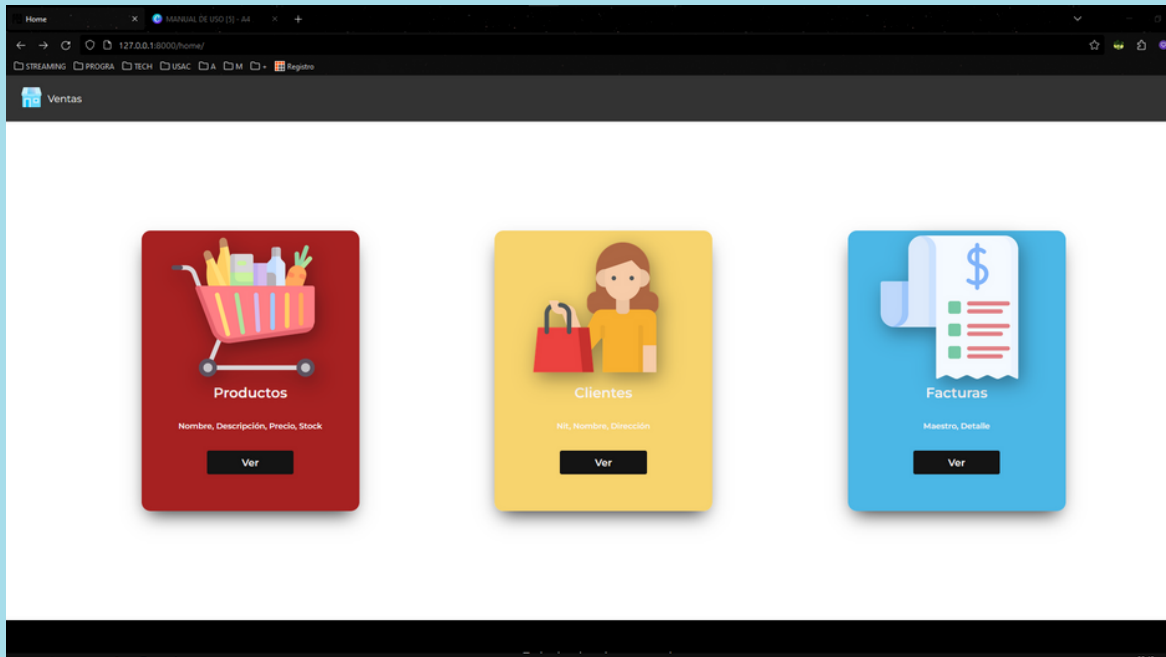 Home
MANUAL DE USO (5) - A4
127.0.0.1:8000/home/
STREAMING PROGRA TECH USAC A M + Registro
Ventas
Productos
Nombre, Descripción, Precio, Stock
Ver
Clientes
Nit, Nombre, Dirección
Ver
$
Facturas
Maestro, Detalle
Ver